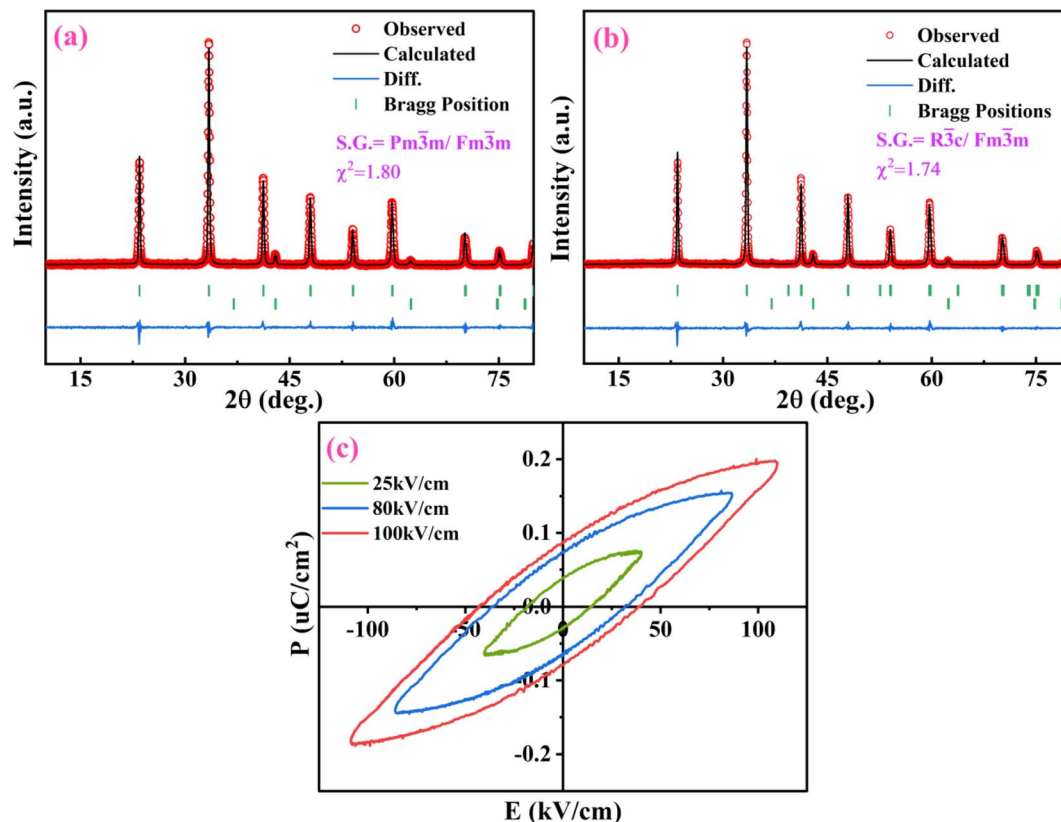 (a)
Observed
Calculated
Diff.
Bragg Position
S.G.= Pm3̅m/ Fm3̅m
χ²=1.80
Intensity (a.u.)
15 30 45 60 75
2θ (deg.)
(b)
Observed
Calculated
Diff.
Bragg Positions
S.G.= R3̅c/ Fm3̅m
χ²=1.74
Intensity (a.u.)
15 30 45 60 75
2θ (deg.)
(c)
25kV/cm
80kV/cm
100kV/cm
P (uC/cm²)
0.2
0.1
0.0
-0.1
-0.2
-100 -50 0 50 100
E (kV/cm)